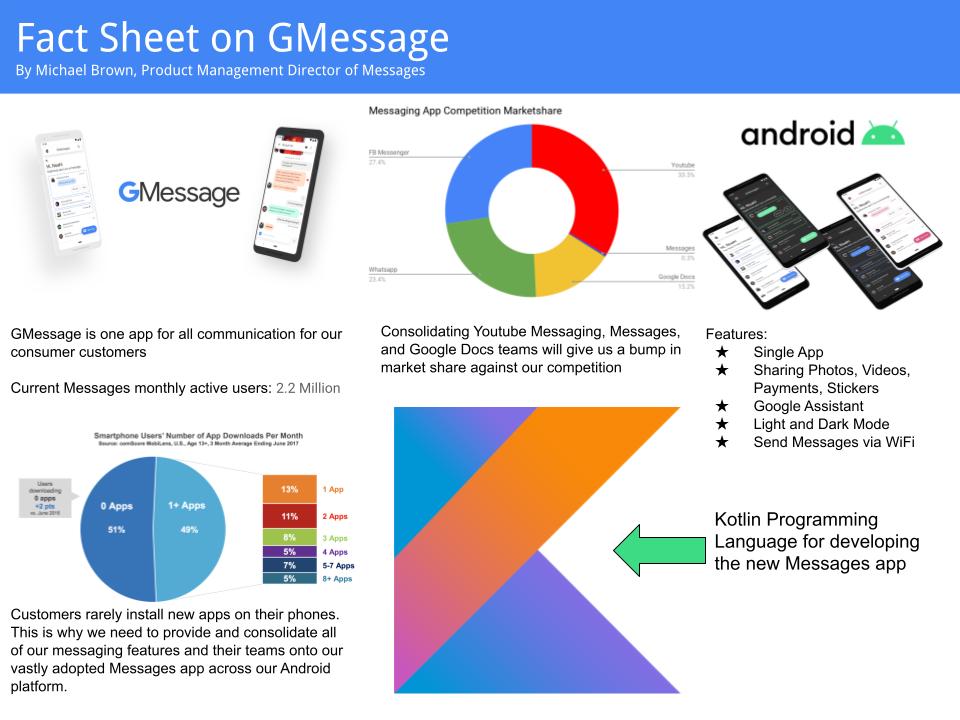 Fact Sheet on GMessage
By Michael Brown, Product Management Director of Messages
GMessage
GMessage is one app for all communication for our
consumer customers
Current Messages monthly active users: 2.2 Million
Smartphone Users' Number of App Downloads Per Month
Source: comScore MobiLens, U.S., Age 13+, 3 Month Average Ending June 2017
Users
downloading
0 apps
+2 pts
vs. June 2016
0 Apps
51%
1+ Apps
49%
13% 1 App
11% 2 Apps
8% 3 Apps
5% 4 Apps
7% 5-7 Apps
5% 8+ Apps
Customers rarely install new apps on their phones.
This is why we need to provide and consolidate all
of our messaging features and their teams onto our
vastly adopted Messages app across our Android
platform.
Messaging App Competition Marketshare
FB Messenger
27.4%
Youtube
33.3%
Messages
0.3%
Google Docs
15.2%
Whatsapp
23.4%
Consolidating Youtube Messaging, Messages,
and Google Docs teams will give us a bump in
market share against our competition
android
Features:
★ Single App
★ Sharing Photos, Videos,
Payments, Stickers
★ Google Assistant
★ Light and Dark Mode
★ Send Messages via WiFi
Kotlin Programming
Language for developing
the new Messages app